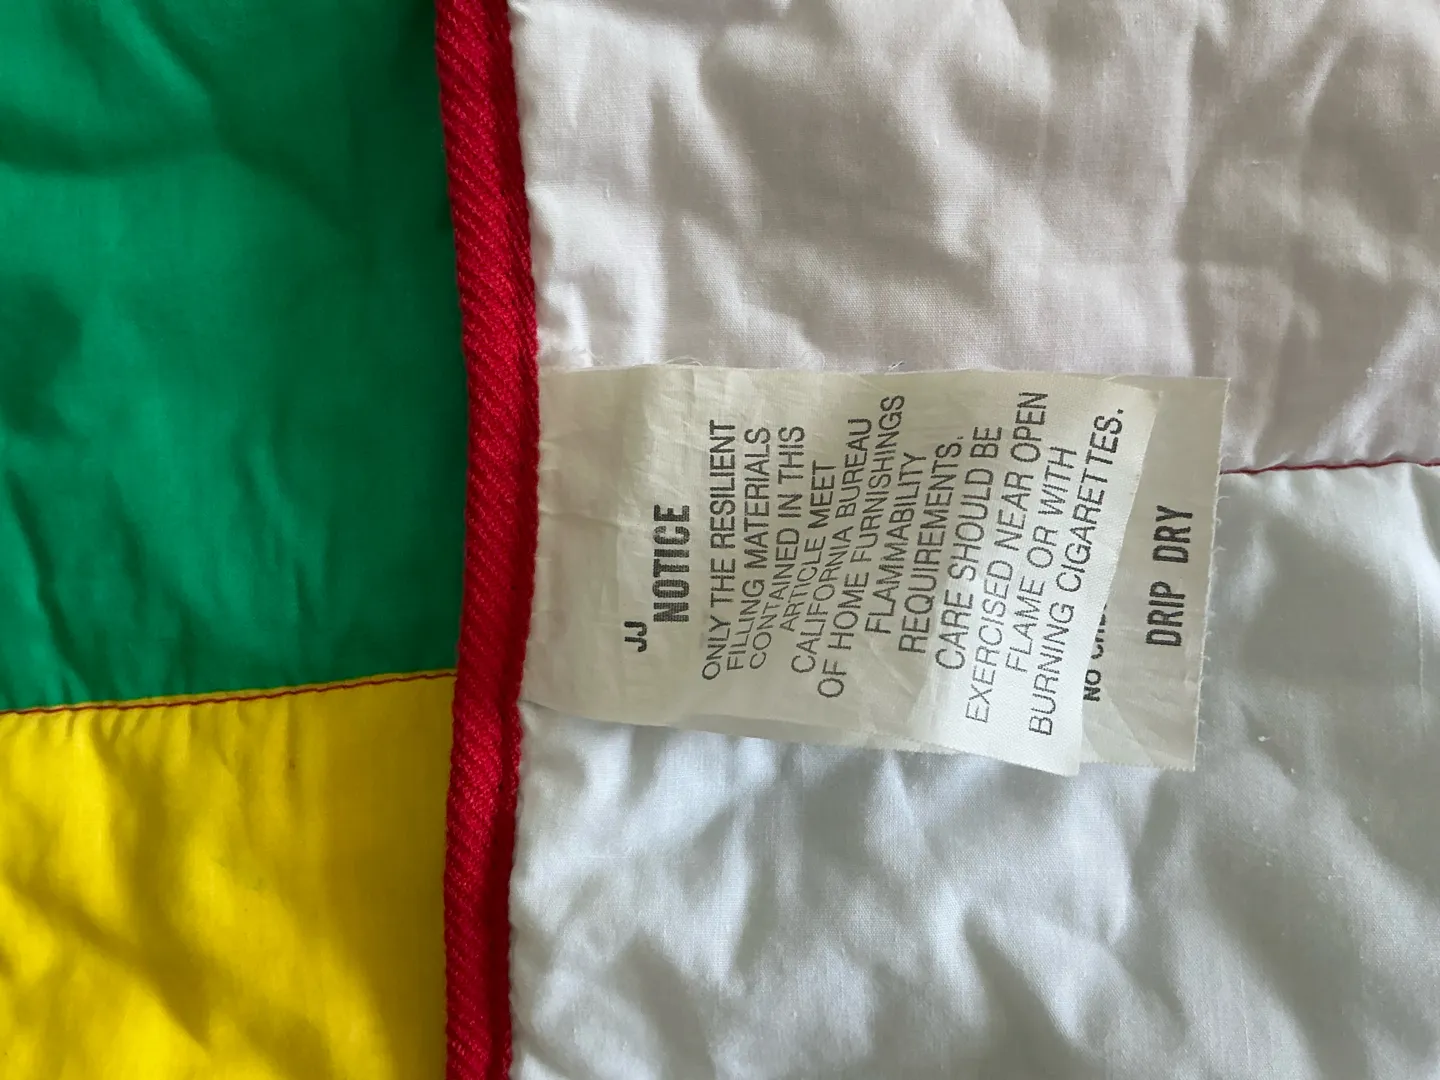 JJ
NOTICE
ONLY THE RESILIENT
FILLING MATERIALS
CONTAINED IN THIS
ARTICLE MEET
CALIFORNIA BUREAU
OF HOME FURNISHINGS
FLAMMABILITY
REQUIREMENTS.
CARE SHOULD BE
EXERCISED NEAR OPEN
FLAME OR WITH
BURNING CIGARETTES.
NO
DRIP DRY